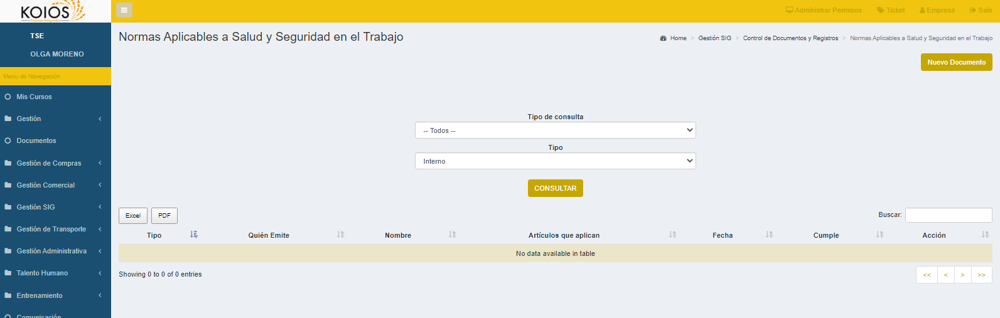 KOIOS
Sistemas Integrados
Administrar Permisos
Ticket
Empresa
Salir
TSE
OLGA MORENO
Menu de Navegación
Mis Cursos
Gestión
Documentos
Gestión de Compras
Gestión Comercial
Gestión SIG
Gestión de Transporte
Gestión Administrativa
Talento Humano
Entrenamiento
Comunicación
Normas Aplicables a Salud y Seguridad en el Trabajo
Home > Gestión SIG > Control de Documentos y Registros > Normas Aplicables a Salud y Seguridad en el Trabajo
Nuevo Documento
Tipo de consulta
-- Todos --
Tipo
Interno
CONSULTAR
Excel PDF
Buscar:
Tipo Quién Emite Nombre Artículos que aplican Fecha Cumple Acción
No data available in table
Showing 0 to 0 of 0 entries
<< < > >>